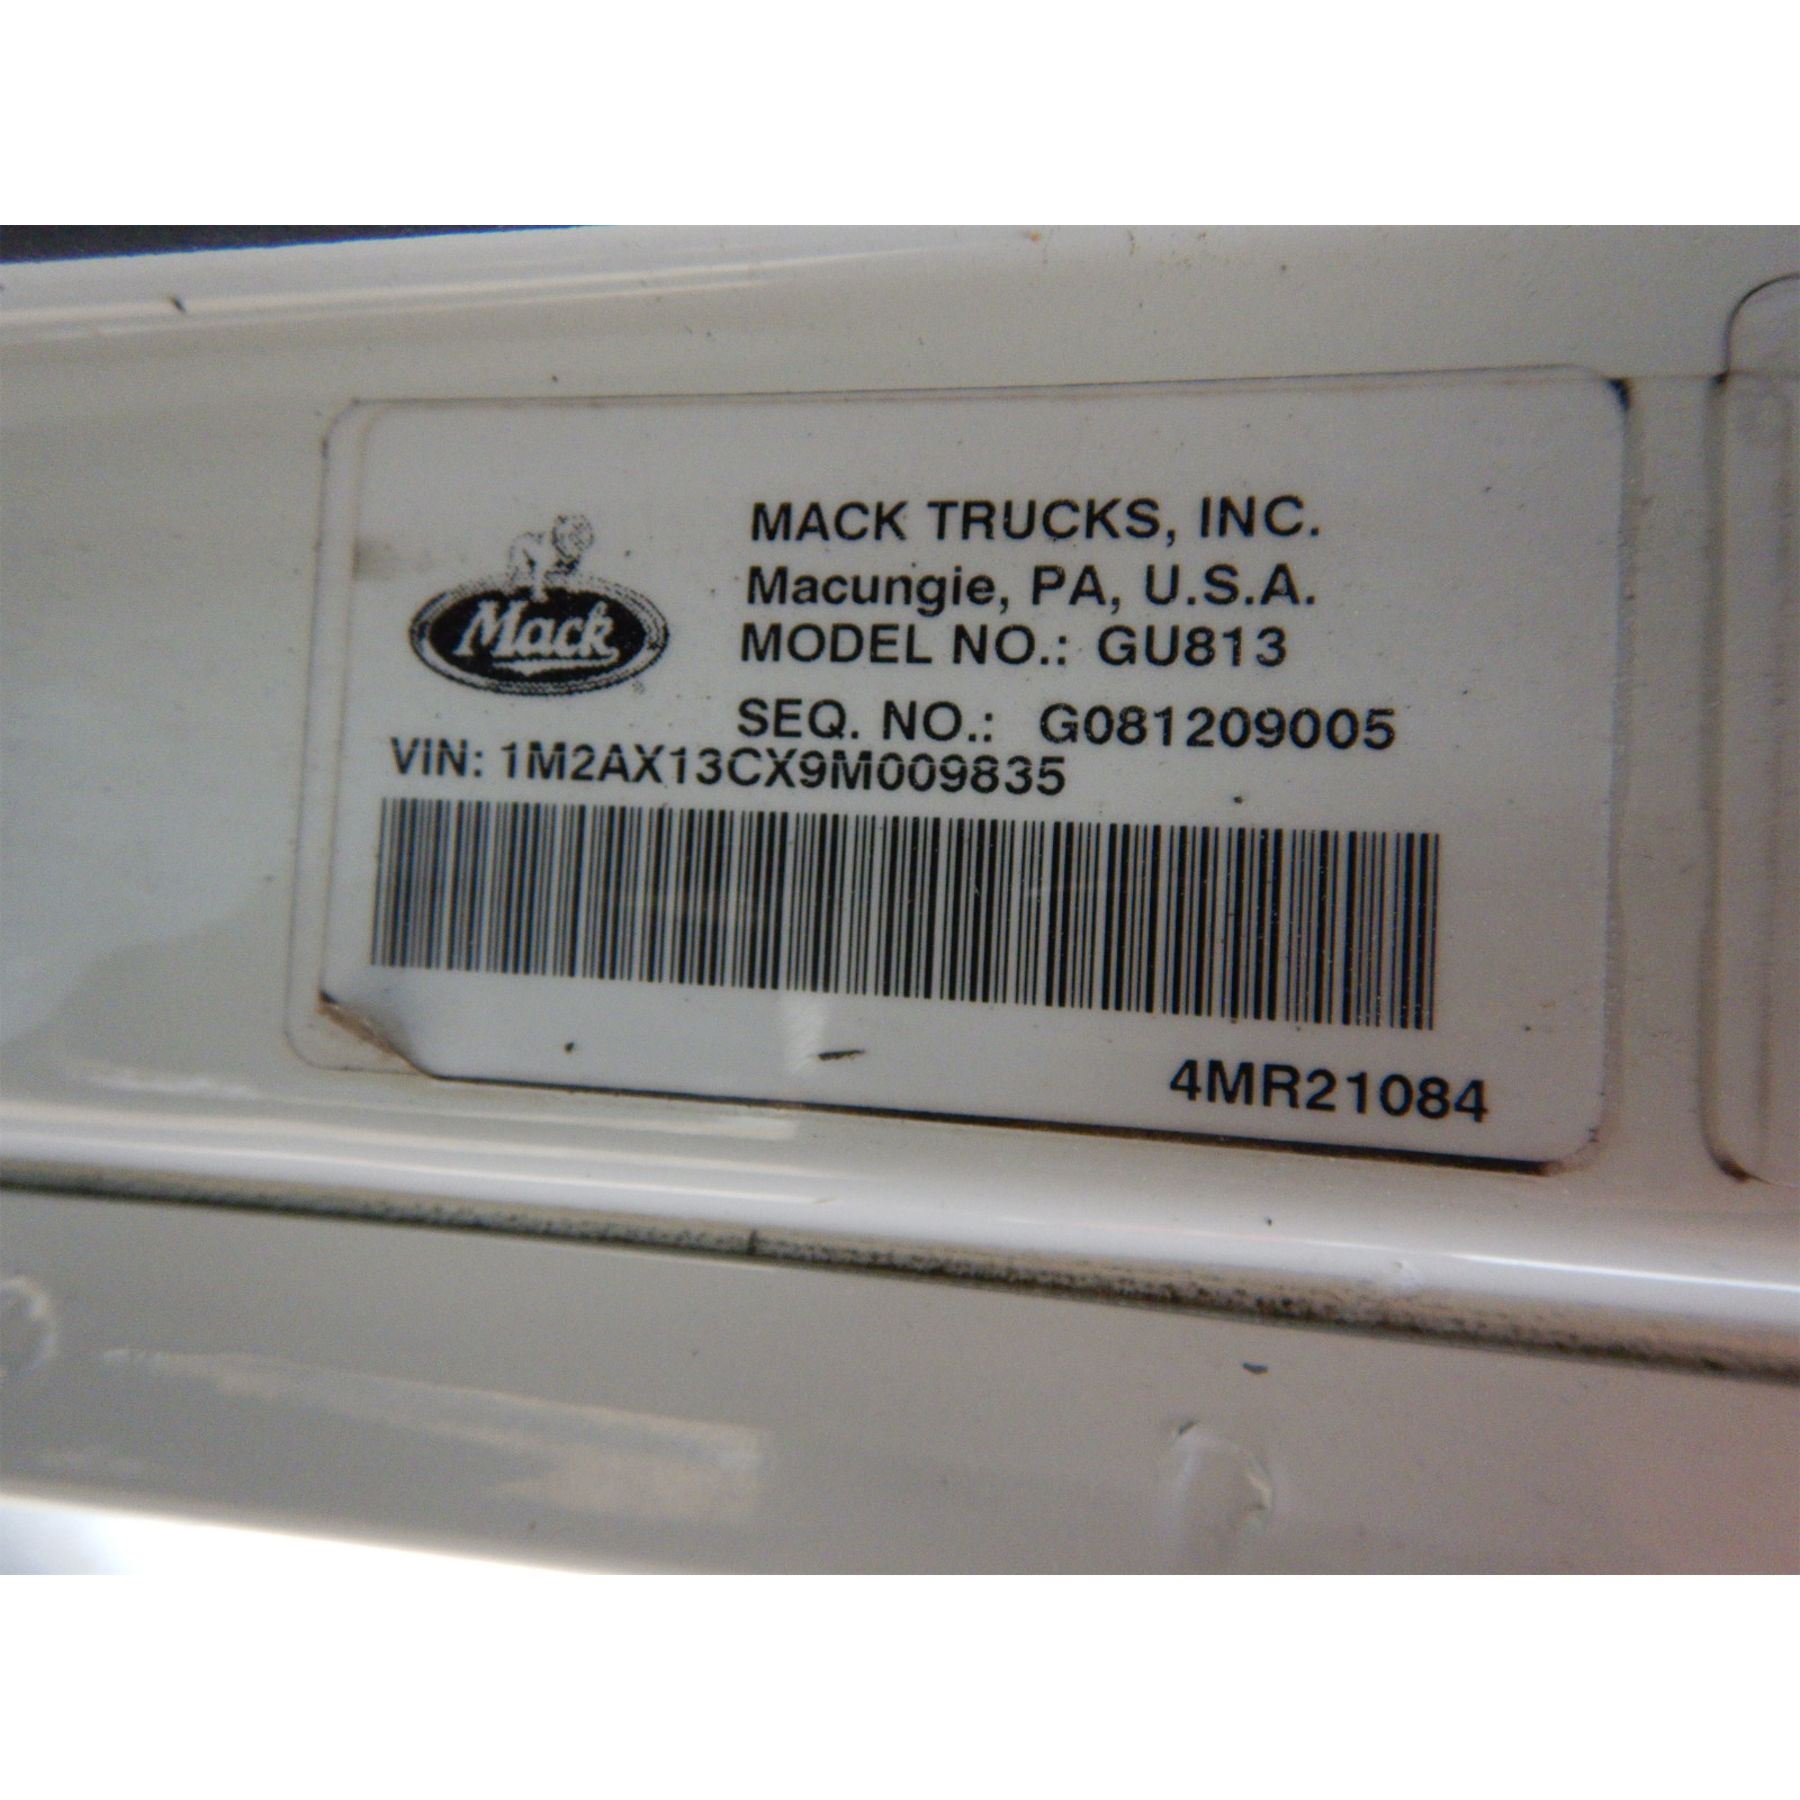 MACK TRUCKS, INC.
Macungie, PA, U.S.A.
Mack
MODEL NO.: GU813
SEQ. NO.: G081209005
VIN: 1M2AX13CX9M009835
4MR21084